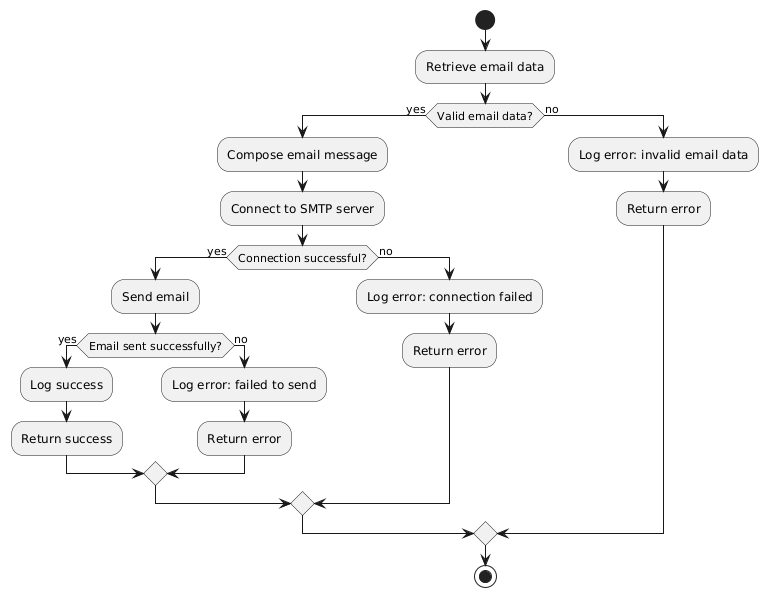 Retrieve email data
yes
Valid email data?
no
Compose email message
Log error: invalid email data
Connect to SMTP server
Return error
yes
Connection successful?
no
Send email
Log error: connection failed
yes
Email sent successfully?
no
Return error
Log success
Log error: failed to send
Return success
Return error